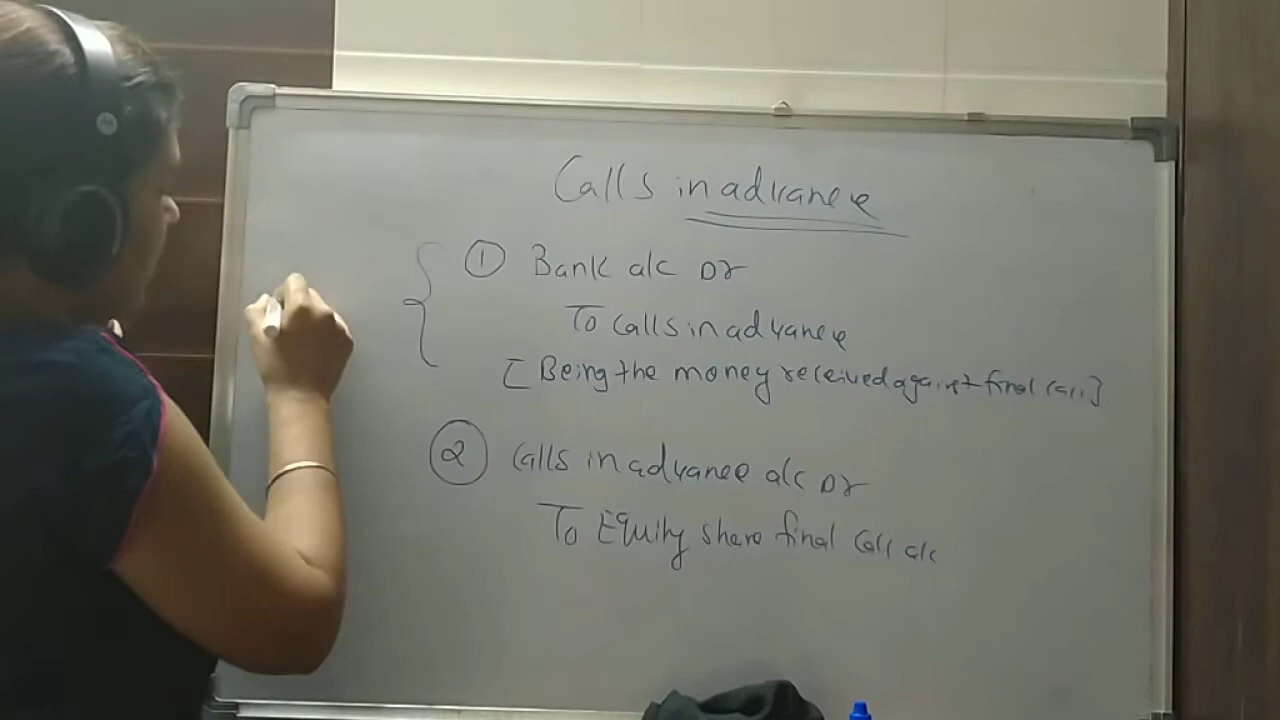 Calls in advance
① Bank a/c Dr
To Calls in advance
[Being the money received against final call]
② Calls in advance a/c Dr
To Equity share final call a/c